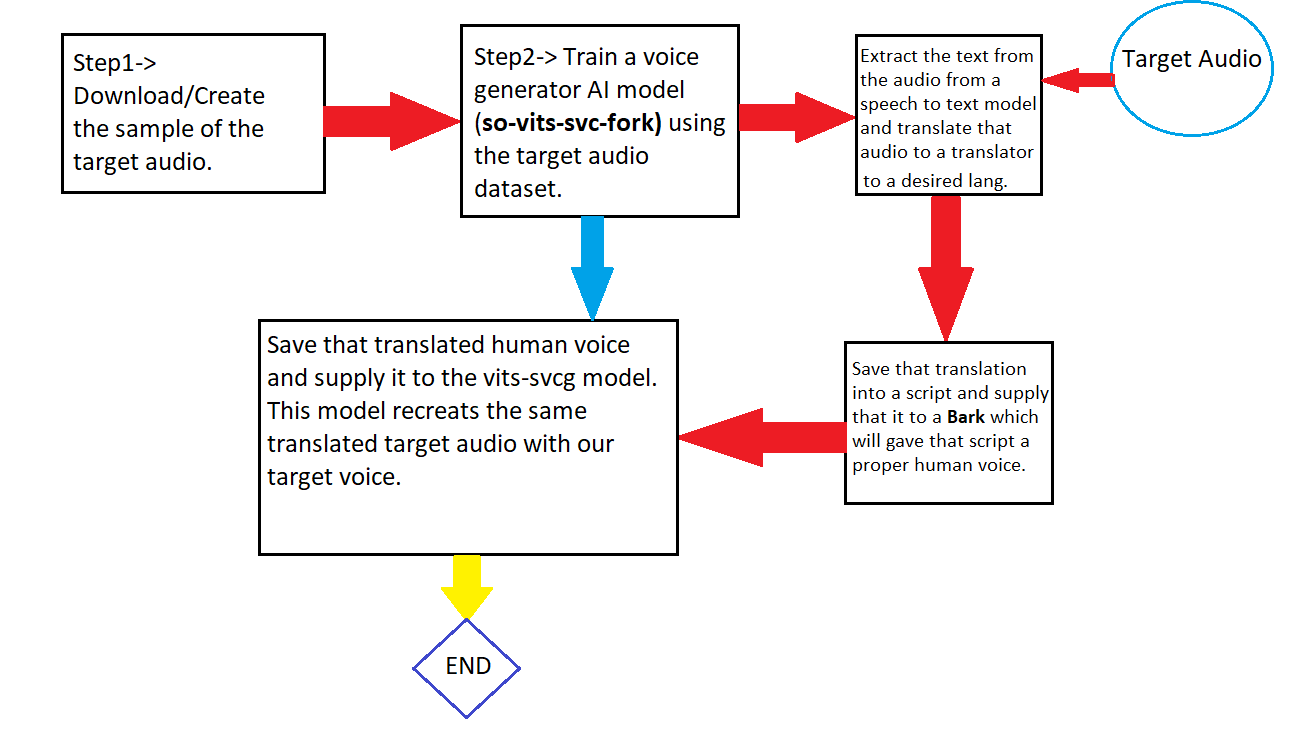 Step1->
Download/Create
the sample of the
target audio.
Step2-> Train a voice
generator AI model
(so-vits-svc-fork) using
the target audio
dataset.
Extract the text from
the audio from a
speech to text model
and translate that
audio to a translator
to a desired lang.
Target Audio
Save that translated human voice
and supply it to the vits-svcg model.
This model recreats the same
translated target audio with our
target voice.
Save that translation
into a script and supply
that it to a Bark which
will gave that script a
proper human voice.
END